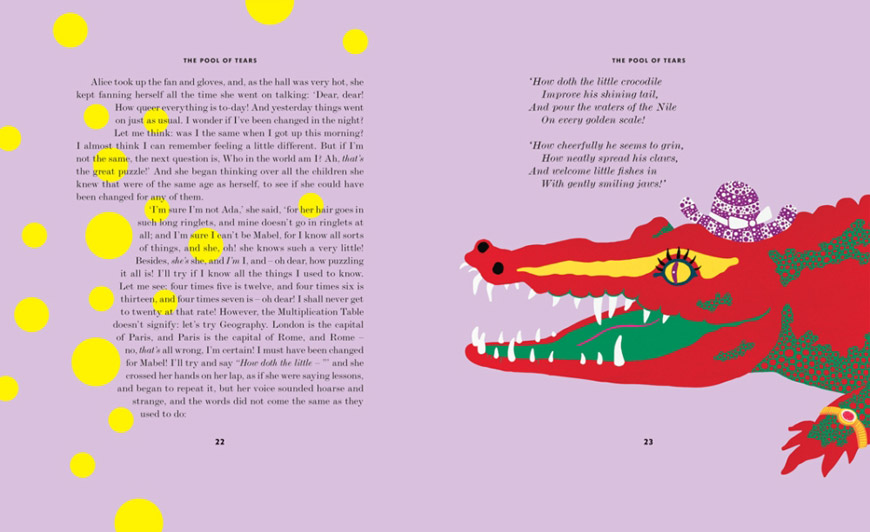 THE POOL OF TEARS
Alice took up the fan and gloves, and, as the hall was very hot, she
kept fanning herself all the time she went on talking: ‘Dear, dear!
How queer everything is to-day! And yesterday things went
on just as usual. I wonder if I’ve been changed in the night?
Let me think: was I the same when I got up this morning?
I almost think I can remember feeling a little different. But if I’m
not the same, the next question is, Who in the world am I? Ah, that’s
the great puzzle!’ And she began thinking over all the children she
knew that were of the same age as herself, to see if she could have
been changed for any of them.
‘I’m sure I’m not Ada,’ she said, ‘for her hair goes in
such long ringlets, and mine doesn’t go in ringlets at
all; and I’m sure I can’t be Mabel, for I know all sorts
of things, and she, oh! she knows such a very little!
Besides, she’s she, and I’m I, and – oh dear, how puzzling
it all is! I’ll try if I know all the things I used to know.
Let me see: four times five is twelve, and four times six is
thirteen, and four times seven is – oh dear! I shall never get
to twenty at that rate! However, the Multiplication Table
doesn’t signify: let’s try Geography. London is the capital
of Paris, and Paris is the capital of Rome, and Rome –
no, that’s all wrong, I’m certain! I must have been changed
for Mabel! I’ll try and say “How doth the little – ”’ and she
crossed her hands on her lap, as if she were saying lessons,
and began to repeat it, but her voice sounded hoarse and
strange, and the words did not come the same as they
used to do:
22
THE POOL OF TEARS
‘How doth the little crocodile
Improve his shining tail,
And pour the waters of the Nile
On every golden scale!
‘How cheerfully he seems to grin,
How neatly spread his claws,
And welcome little fishes in
With gently smiling jaws!’
23